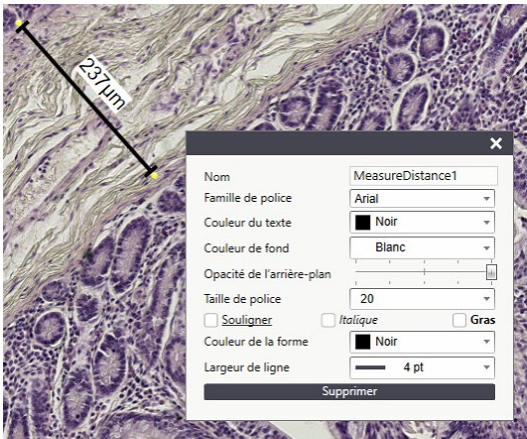 237µm
Nom MeasureDistance1
Famille de police Arial
Couleur du texte Noir
Couleur de fond Blanc
Opacité de l'arrière-plan
Taille de police 20
Souligner Italique Gras
Couleur de la forme Noir
Largeur de ligne 4 pt
Supprimer